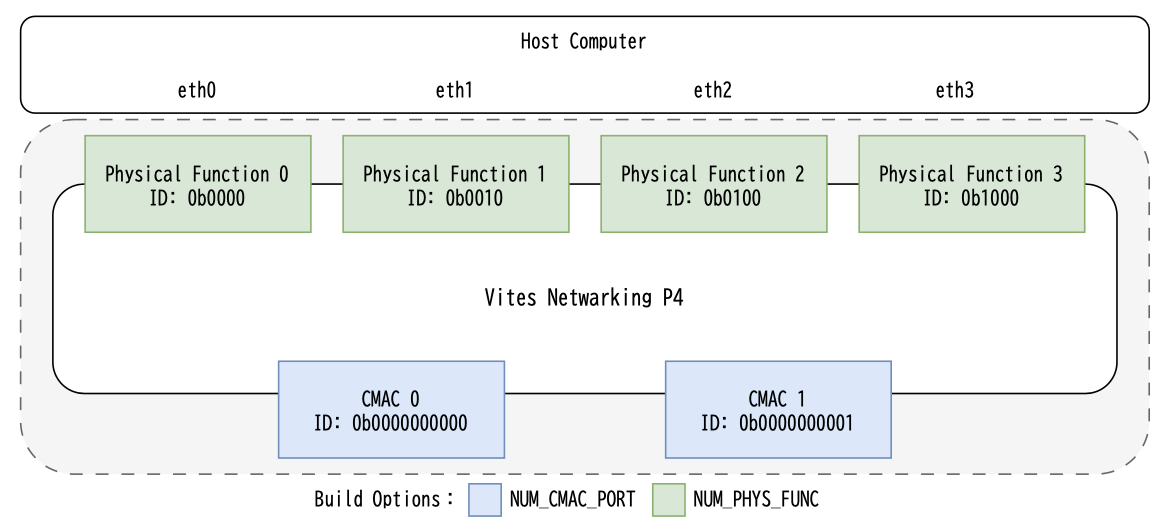 Host Computer
eth0 eth1 eth2 eth3
Physical Function 0 Physical Function 1 Physical Function 2 Physical Function 3
ID: 0b0000 ID: 0b0010 ID: 0b0100 ID: 0b1000
Vites Netwarking P4
CMAC 0 CMAC 1
ID: 0b0000000000 ID: 0b0000000001
Build Options: NUM_CMAC_PORT NUM_PHYS_FUNC